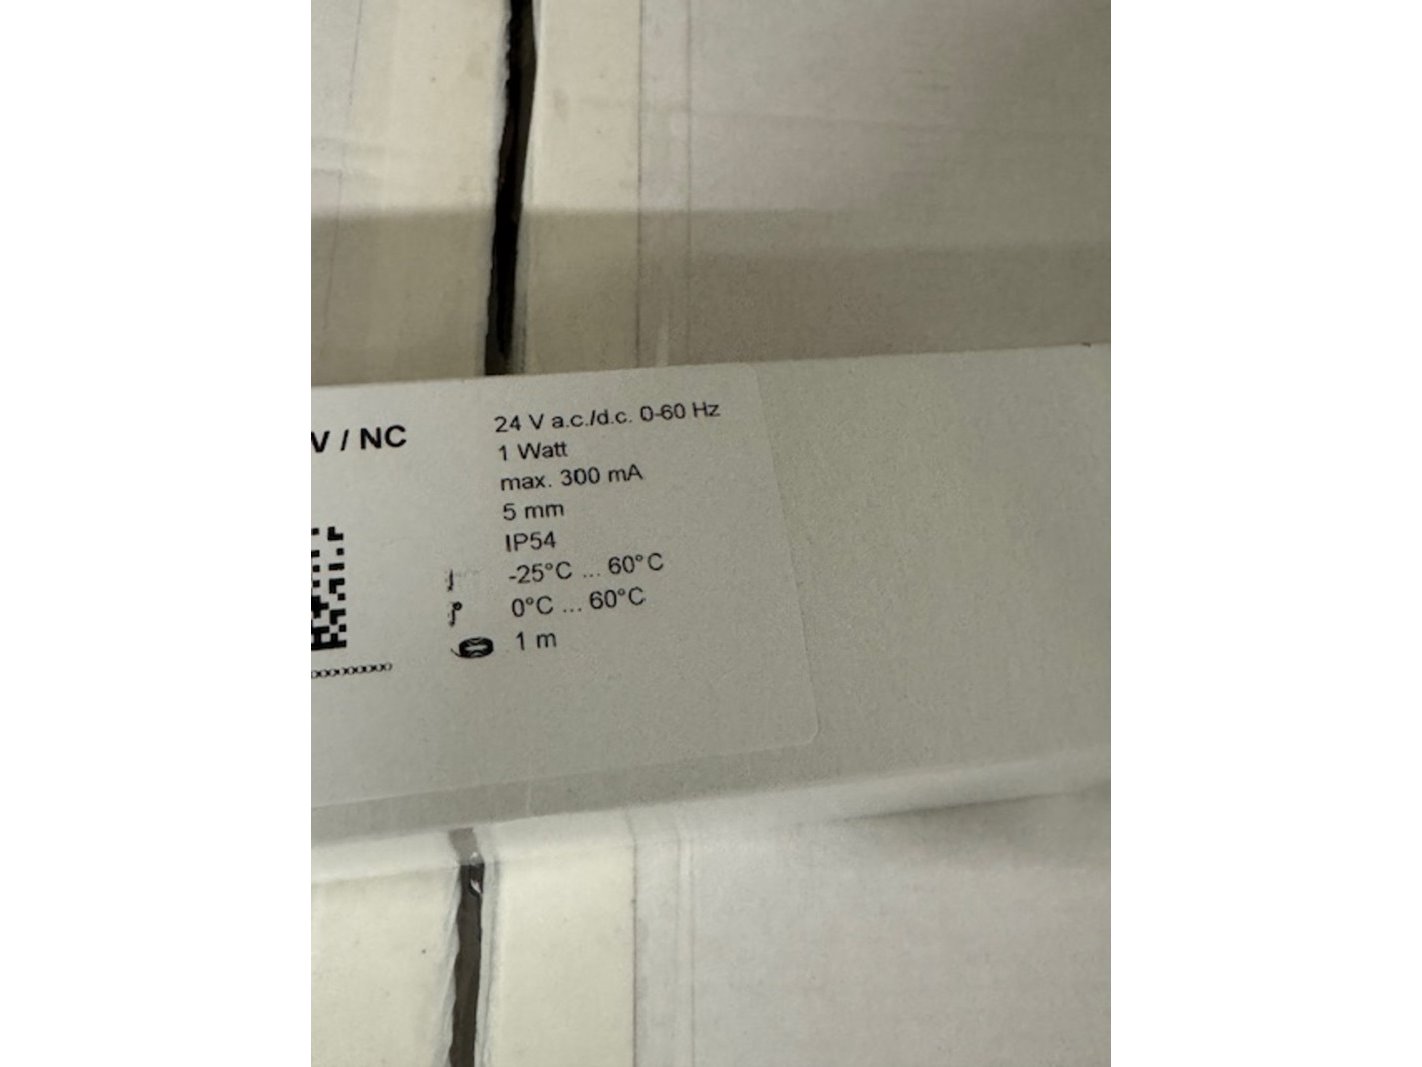 V / NC
24 V a.c./d.c. 0-60 Hz
1 Watt
max. 300 mA
5 mm
IP54
-25°C ... 60°C
0°C ... 60°C
1 m